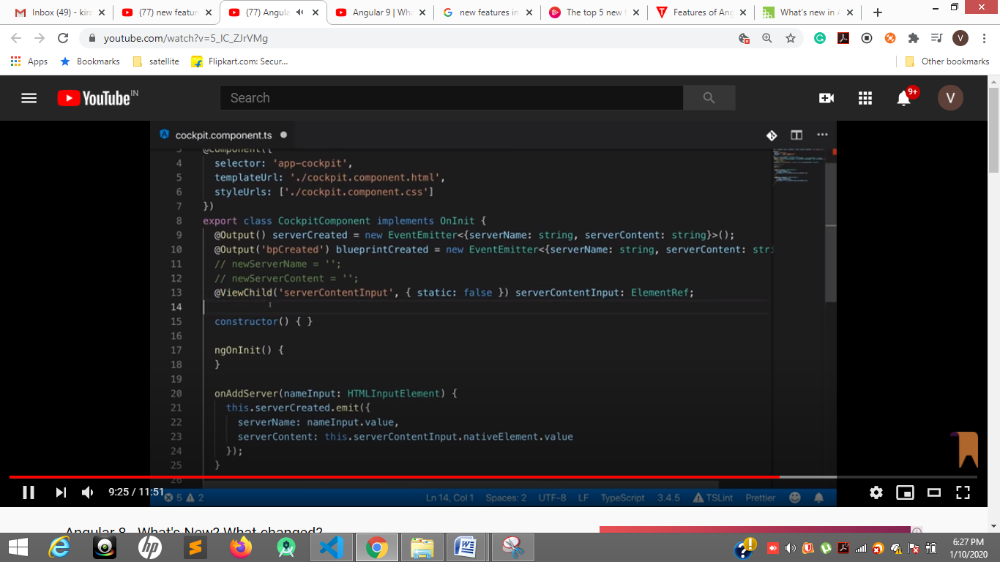 Inbox (49) - kira
(77) new featur
(77) Angula
Angular 9 | Wha
new features in
The top 5 new f
Features of Ang
What's new in A
youtube.com/watch?v=5_IC_ZJrVMg
V
Apps
Bookmarks
satellite
Flipkart.com: Secur...
Other bookmarks
YouTube IN
Search
9+
V
cockpit.component.ts
3 @Component({
4 selector: 'app-cockpit',
5 templateUrl: './cockpit.component.html',
6 styleUrls: ['./cockpit.component.css']
7 })
8 export class CockpitComponent implements OnInit {
9 @Output() serverCreated = new EventEmitter<{serverName: string, serverContent: string}>();
10 @Output('bpCreated') blueprintCreated = new EventEmitter<{serverName: string, serverContent: stri
11 // newServerName = '';
12 // newServerContent = '';
13 @ViewChild('serverContentInput', { static: false }) serverContentInput: ElementRef;
14
15 constructor() { }
16
17 ngOnInit() {
18 }
19
20 onAddServer(nameInput: HTMLInputElement) {
21 this.serverCreated.emit({
22 serverName: nameInput.value,
23 serverContent: this.serverContentInput.nativeElement.value
24 });
25 }
26
9:25 / 11:51
5 2
Ln 14, Col 1 Spaces: 2 UTF-8 LF TypeScript 3.4.5 TSLint Prettier
Angular 8 - What's New? What changed?
6:27 PM
1/10/2020